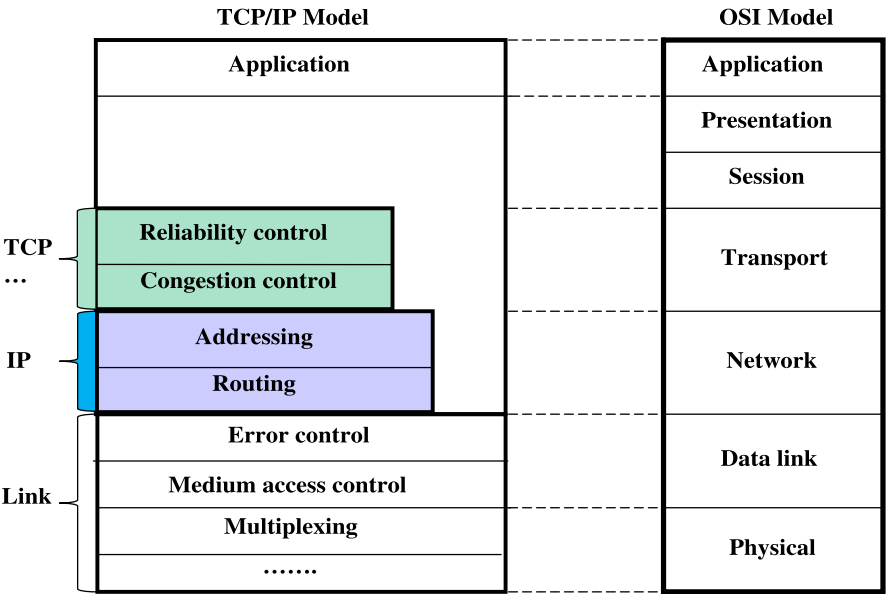 TCP/IP Model
OSI Model
Application
Application
Presentation
Session
TCP
...
Reliability control
Congestion control
Transport
IP
Addressing
Routing
Network
Link
Error control
Medium access control
Data link
Multiplexing
.......
Physical